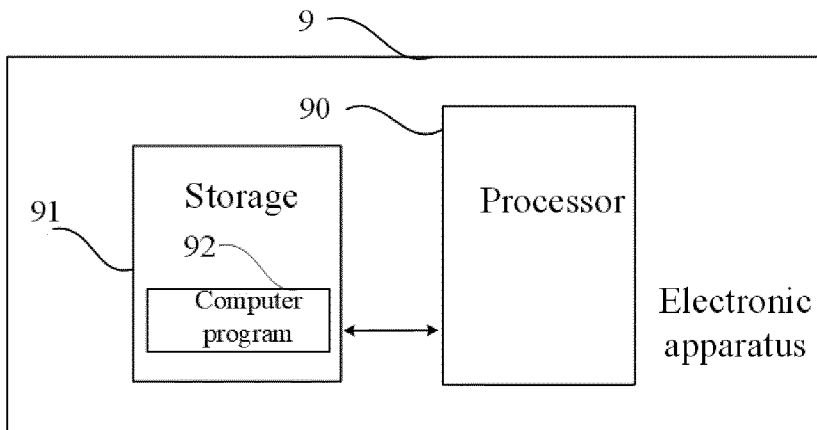 9
90
Storage
Processor
91
92
Computer
program
Electronic
apparatus